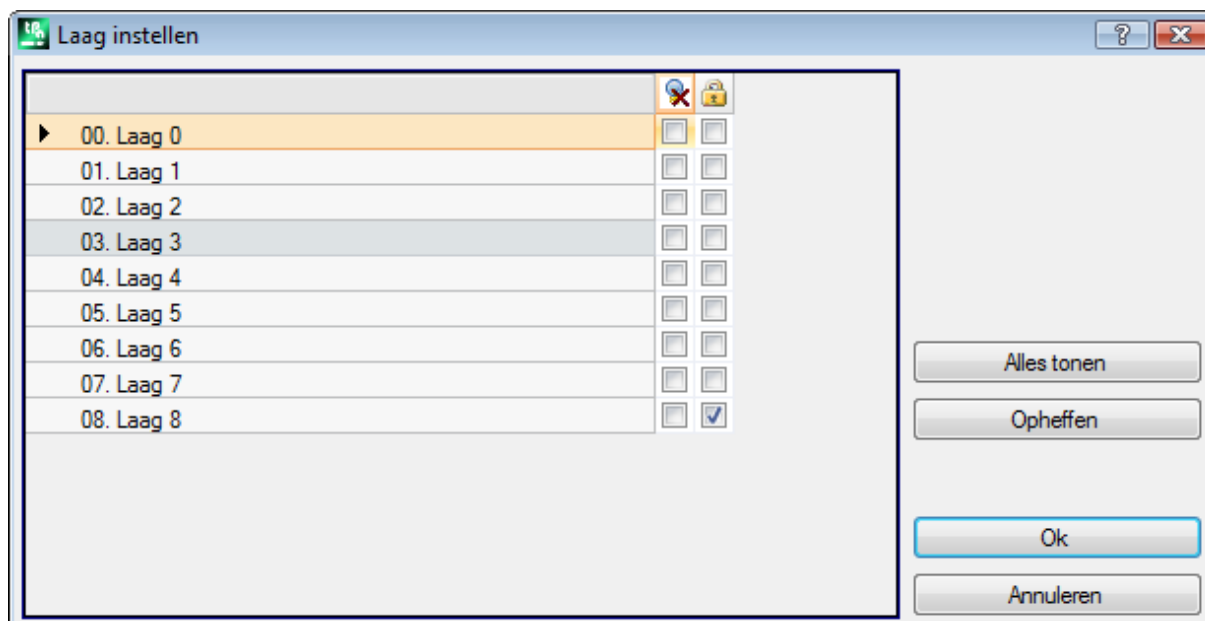 Laag instellen
00. Laag 0
01. Laag 1
02. Laag 2
03. Laag 3
04. Laag 4
05. Laag 5
06. Laag 6
07. Laag 7
08. Laag 8
Alles tonen
Opheffen
Ok
Annuleren